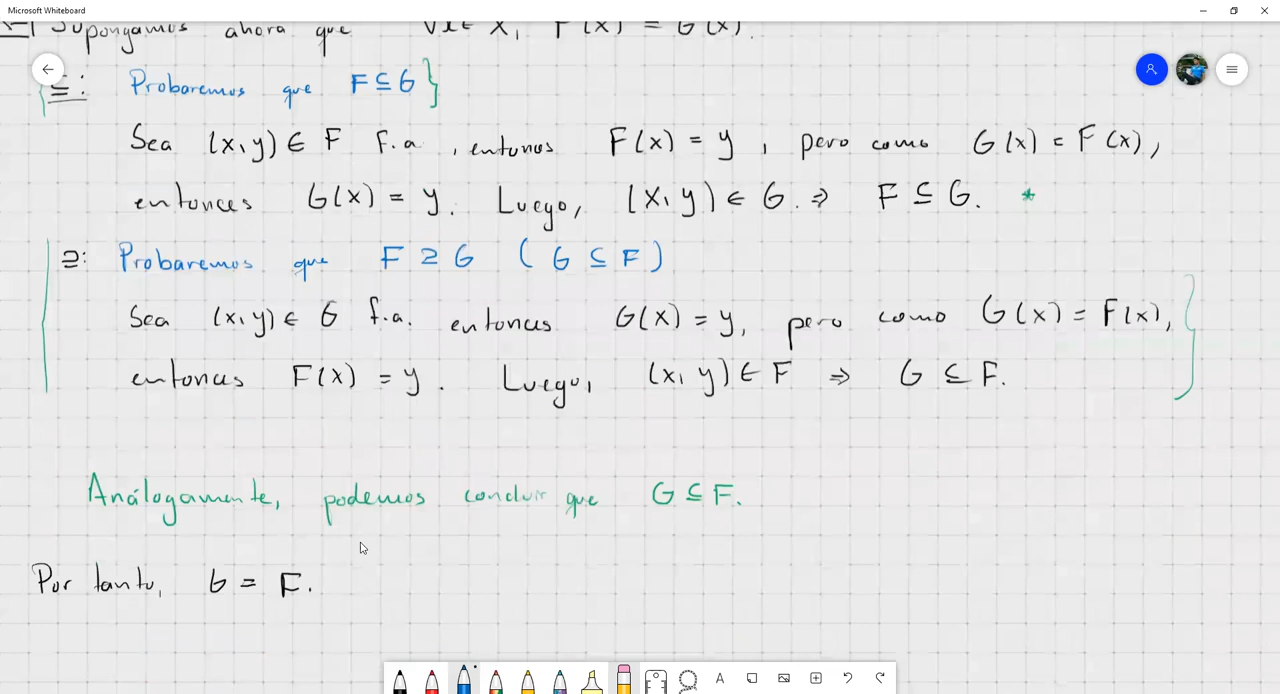 Microsoft Whiteboard
⇐| Supongamos ahora que ∀x∈ X, F(x) = G(x).
⊆: Probaremos que F⊆G}
Sea (x,y)∈ F f.a, entonces F(x) = y, pero como G(x) = F(x),
entonces G(x) = y. Luego, (x,y)∈ G. ⇒ F ⊆ G. *
⊇: Probaremos que F ⊇ G (G ⊆ F)
Sea (x,y)∈ G f.a. entonces G(x) = y, pero como G(x) = F(x),
entonces F(x) = y. Luego, (x,y)∈ F ⇒ G ⊆ F.
Análogamente, podemos concluir que G⊆F.
Por tanto, G = F.